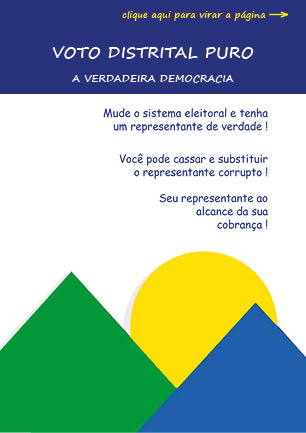 clique aqui para virar a página
VOTO DISTRITAL PURO
A VERDADEIRA DEMOCRACIA
Mude o sistema eleitoral e tenha
um representante de verdade !
Você pode cassar e substituir
o representante corrupto !
Seu representante ao
alcance da sua
cobrança !